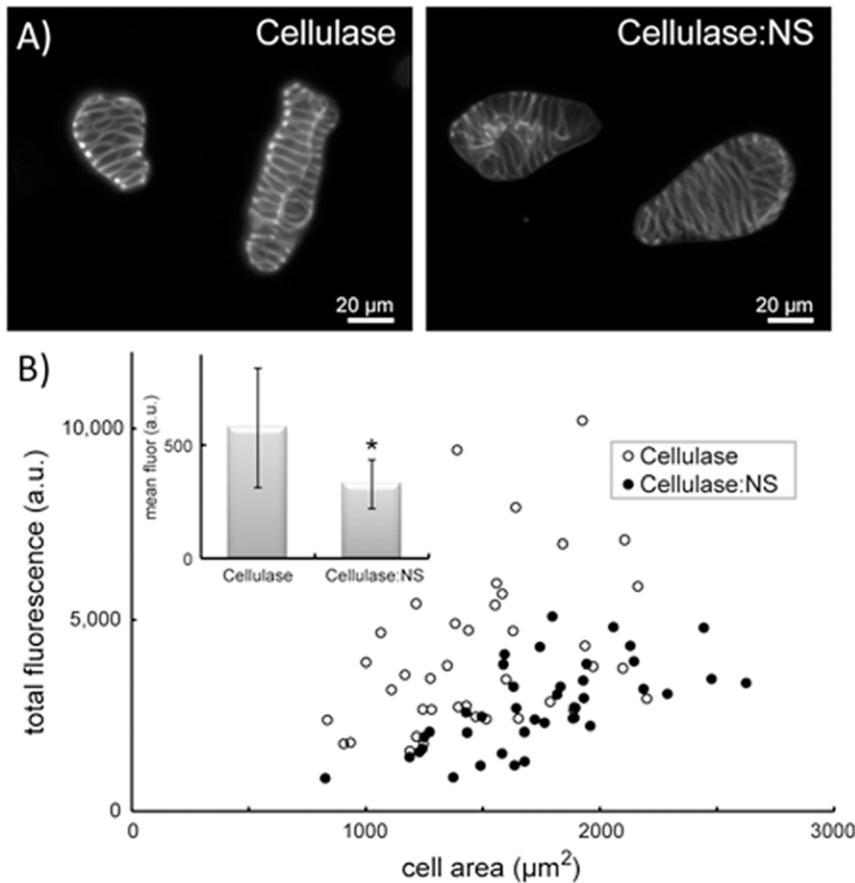 A)
Cellulase
20 µm
Cellulase:NS
20 µm
B)
total fluorescence (a.u.)
10,000
5,000
0
mean fluor (a.u.)
500
0
*
Cellulase
Cellulase:NS
Cellulase
Cellulase:NS
0
1000
2000
3000
cell area (µm²)